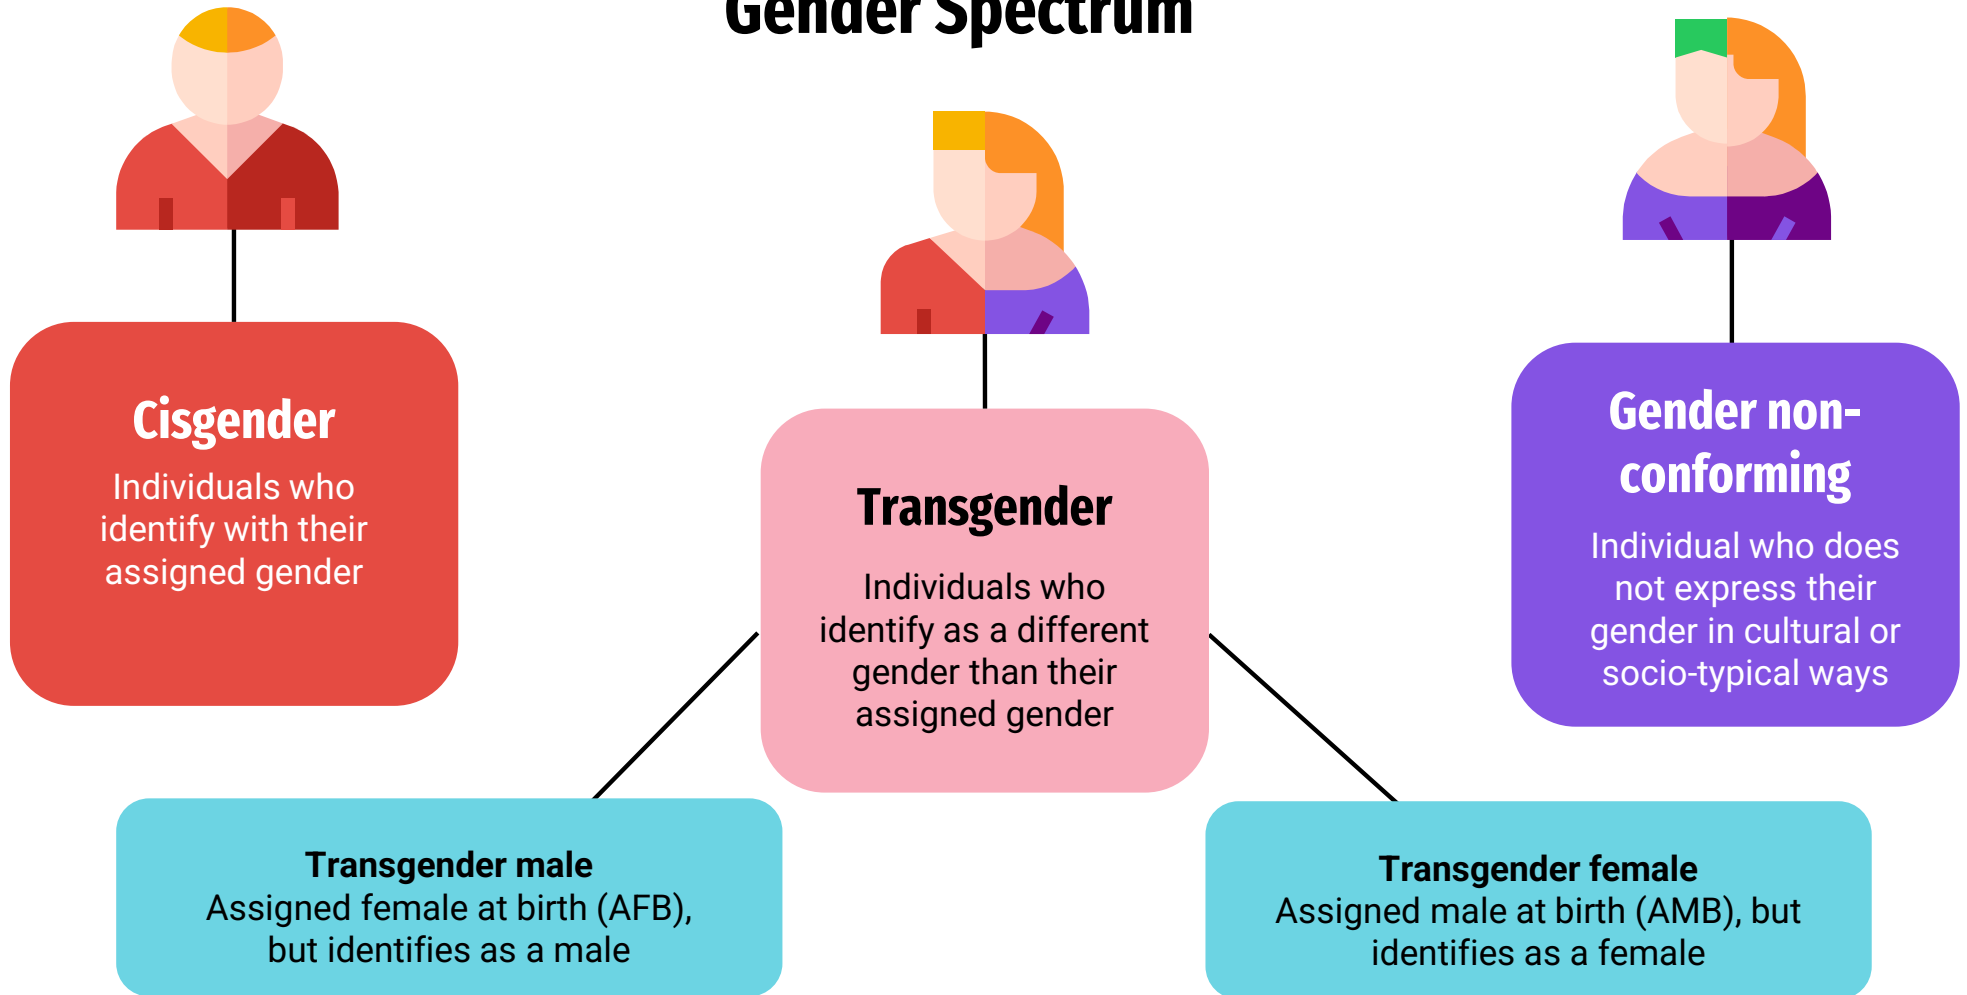 Gender Spectrum
Cisgender
Individuals who
identify with their
assigned gender
Transgender
Individuals who
identify as a different
gender than their
assigned gender
Gender non-
conforming
Individual who does
not express their
gender in cultural or
socio-typical ways
Transgender male
Assigned female at birth (AFB),
but identifies as a male
Transgender female
Assigned male at birth (AMB), but
identifies as a female